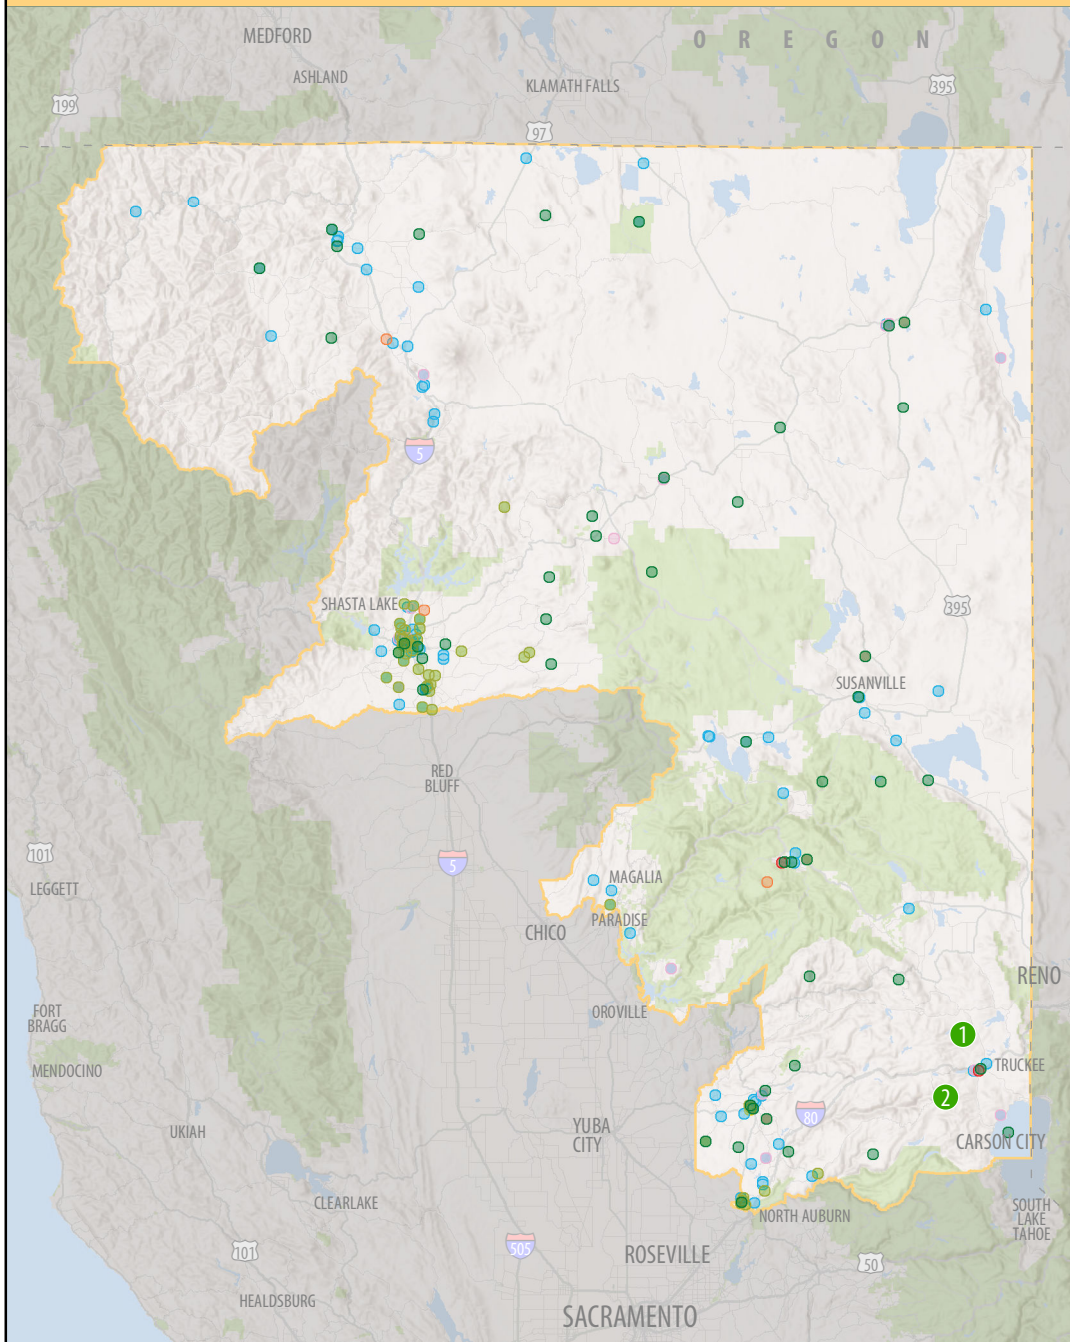 MEDFORD
OREGON
ASHLAND
KLAMATH FALLS
395
199
97
5
SHASTA LAKE
395
SUSANVILLE
RED
BLUFF
101
5
LEGGETT
MAGALIA
PARADISE
CHICO
RENO
OROVILLE
FORT
BRAGG
1
MENDOCINO
TRUCKEE
2
80
UKIAH
YUBA
CITY
CARSON CITY
CLEARLAKE
NORTH AUBURN
SOUTH
LAKE
TAHOE
101
505
ROSEVILLE
50
HEALDSBURG
SACRAMENTO